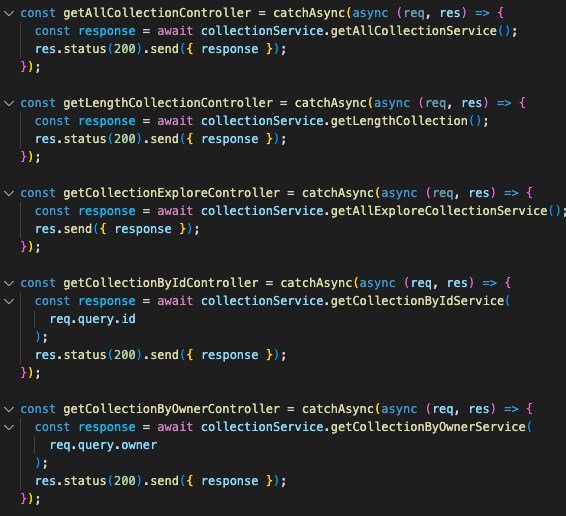 const getAllCollectionController = catchAsync(async (req, res) => {
  const response = await collectionService.getAllCollectionService();
  res.status(200).send({ response });
});

const getLengthCollectionController = catchAsync(async (req, res) => {
  const response = await collectionService.getLengthCollection();
  res.status(200).send({ response });
});

const getCollectionExploreController = catchAsync(async (req, res) => {
  const response = await collectionService.getAllExploreCollectionService();
  res.send({ response });
});

const getCollectionByIdController = catchAsync(async (req, res) => {
  const response = await collectionService.getCollectionByIdService(
    req.query.id
  );
  res.status(200).send({ response });
});

const getCollectionByOwnerController = catchAsync(async (req, res) => {
  const response = await collectionService.getCollectionByOwnerService(
    req.query.owner
  );
  res.status(200).send({ response });
});